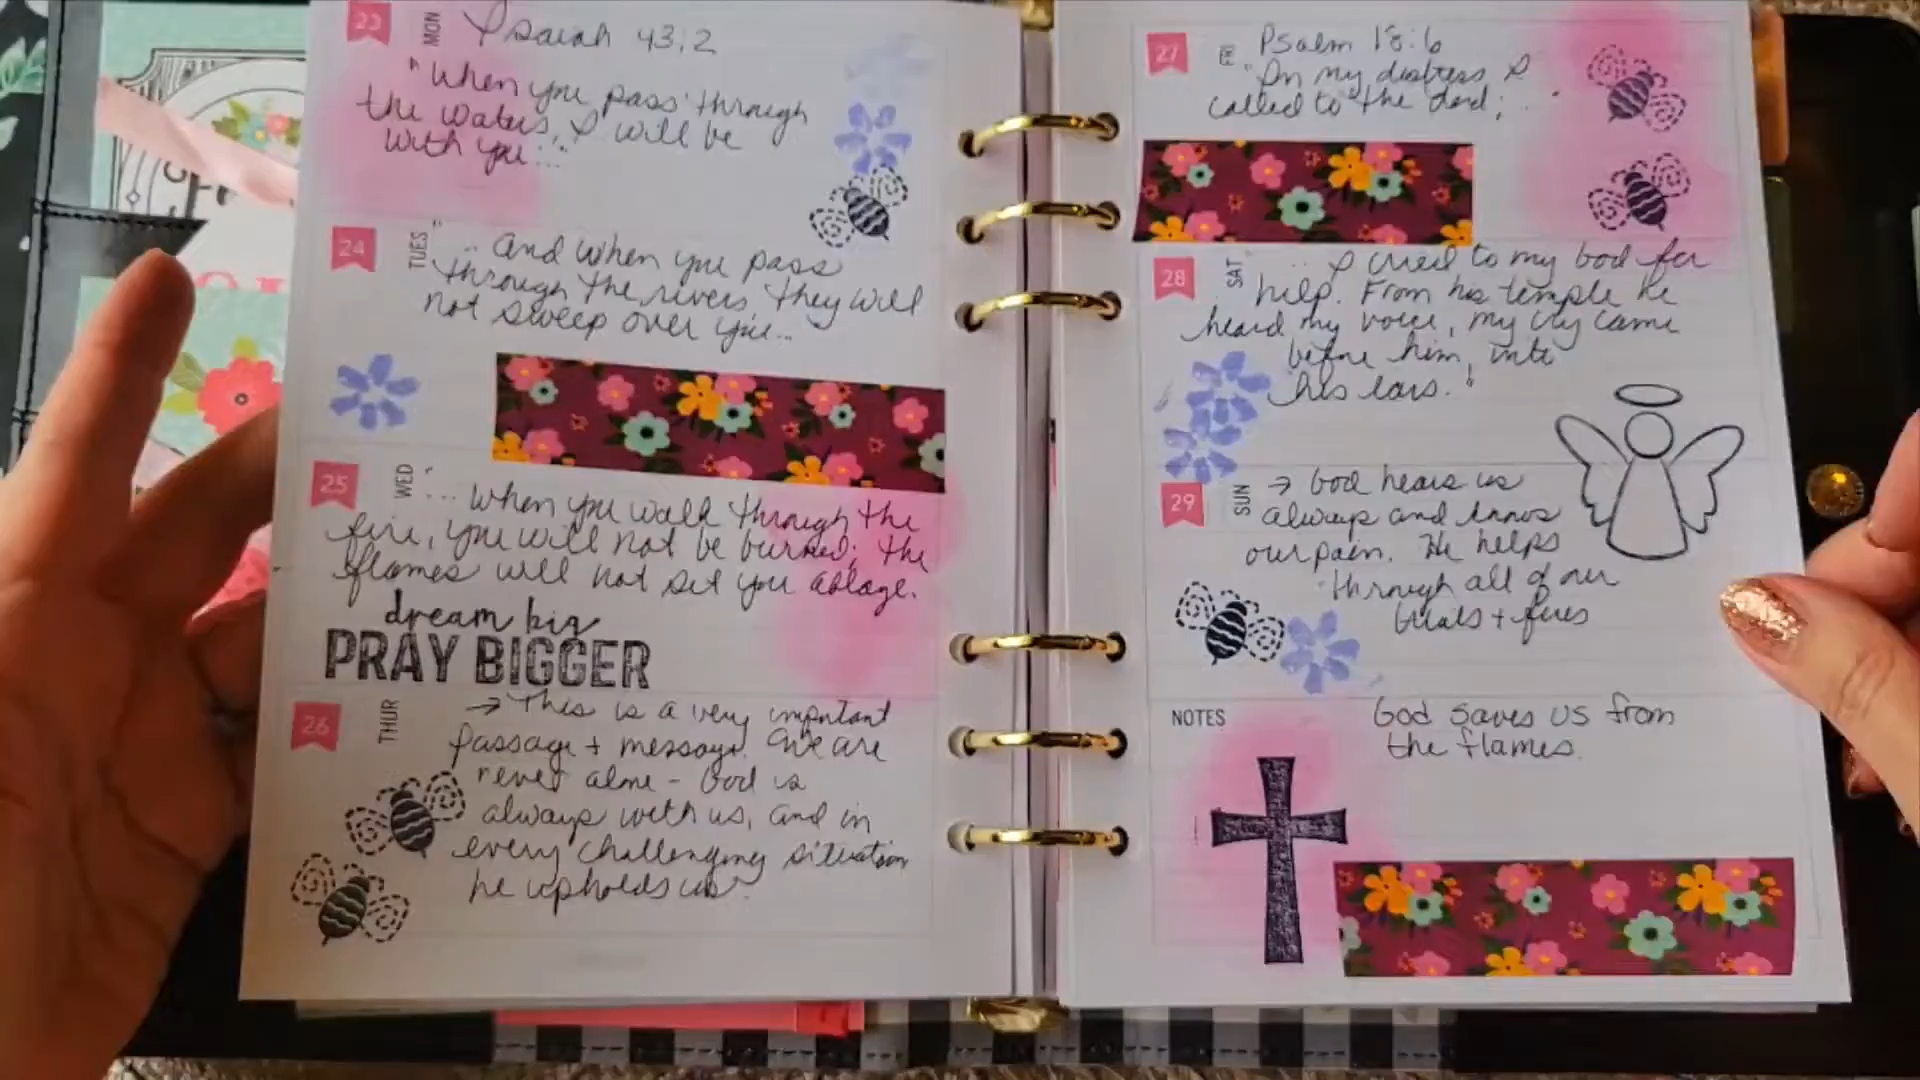 23
MON
Isaiah 43:2
"When you pass through
the waters, I will be
with you..."
24
TUES
"... And when you pass
through the rivers they will
not sweep over you...
25
WED
"... When you walk through the
fire, you will not be burned; the
flames will not set you ablaze.
dream big
PRAY BIGGER
26
THUR
→ This is a very important
passage + message. We are
never alone - God is
always with us, and in
every challenging situation
he upholds us.
27
FRI
Psalm 18:6
"In my distress I
called to the Lord; ..."
28
SAT
... I cried to my God for
help. From his temple he
heard my voice, my cry came
before him, into
his ears."
29
SUN
→ God hears us
always and knows
our pain. He helps
through all of our
trials + fires
NOTES
God saves us from
the flames.